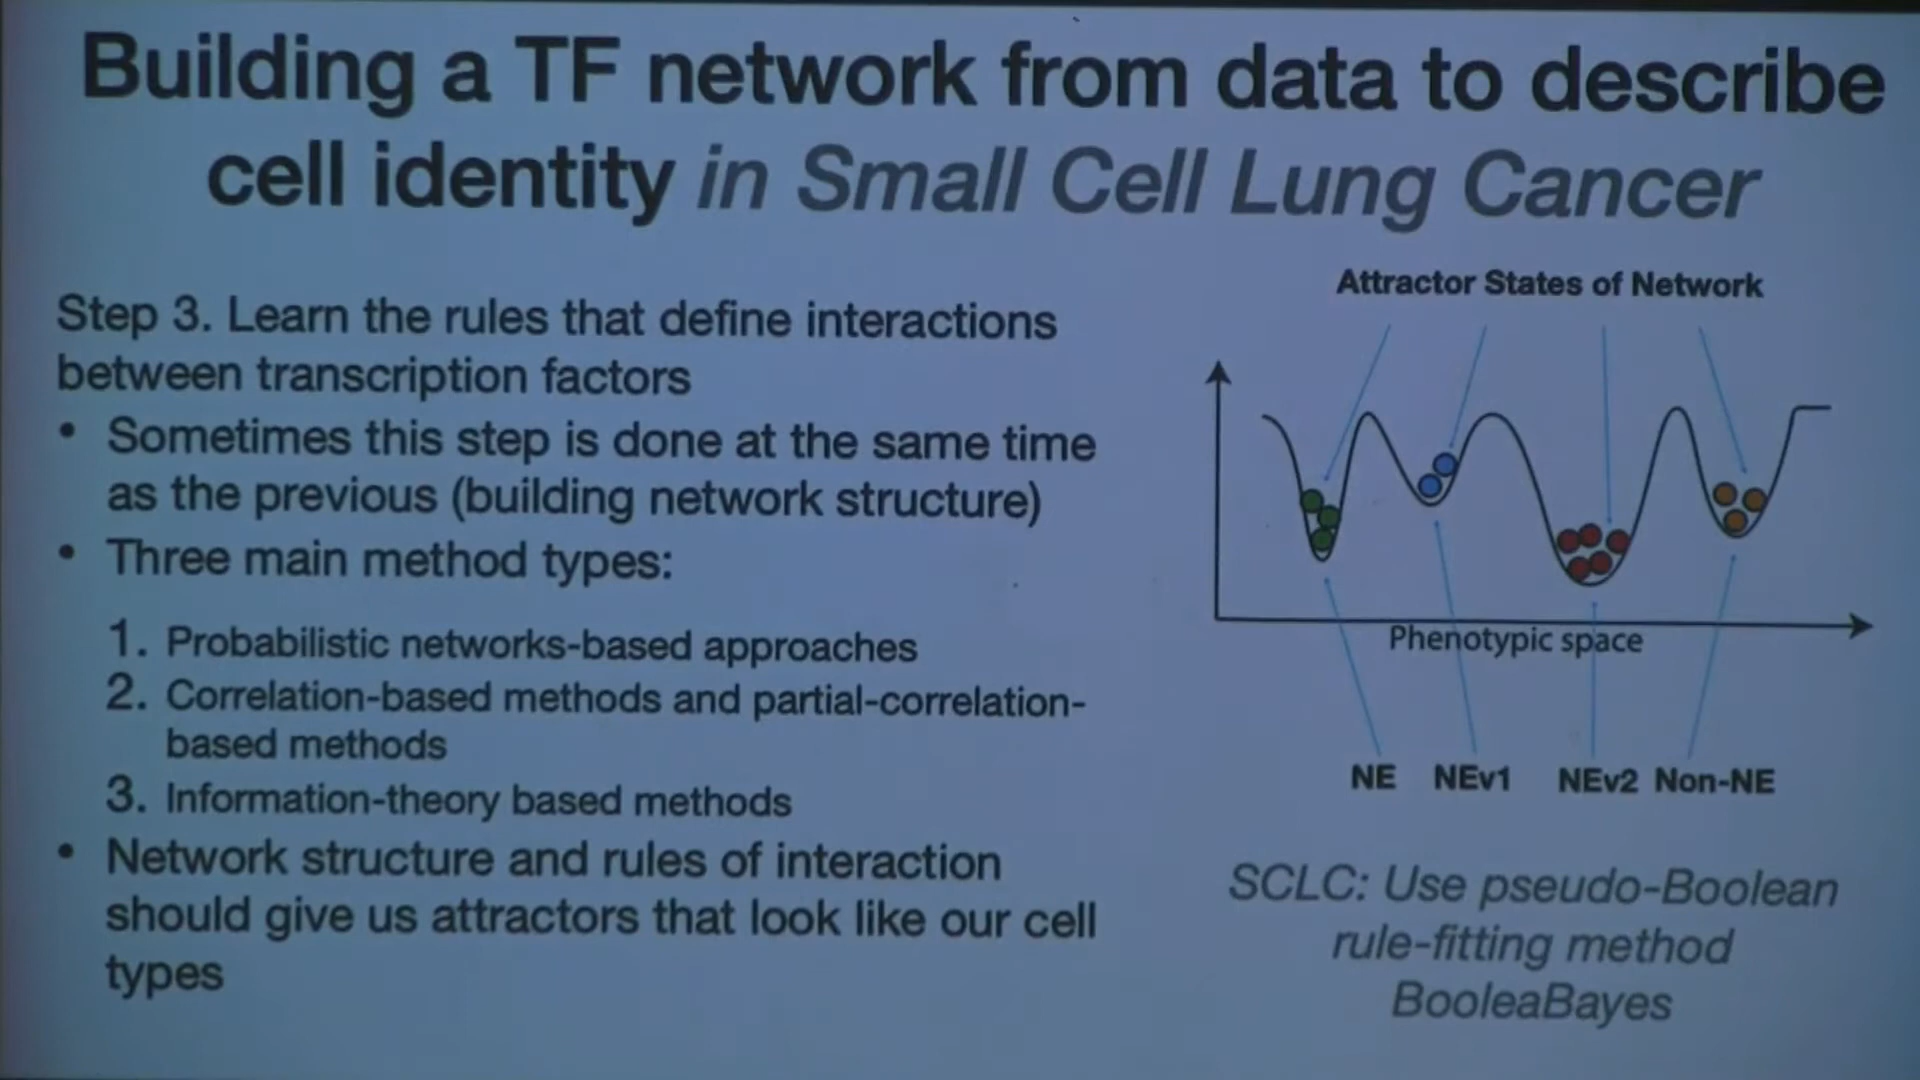 Building a TF network from data to describe
cell identity in Small Cell Lung Cancer
Step 3. Learn the rules that define interactions
between transcription factors
• Sometimes this step is done at the same time
as the previous (building network structure)
• Three main method types:
1. Probabilistic networks-based approaches
2. Correlation-based methods and partial-correlation-
based methods
3. Information-theory based methods
• Network structure and rules of interaction
should give us attractors that look like our cell
types
Attractor States of Network
Phenotypic space
NE NEv1 NEv2 Non-NE
SCLC: Use pseudo-Boolean
rule-fitting method
BooleaBayes